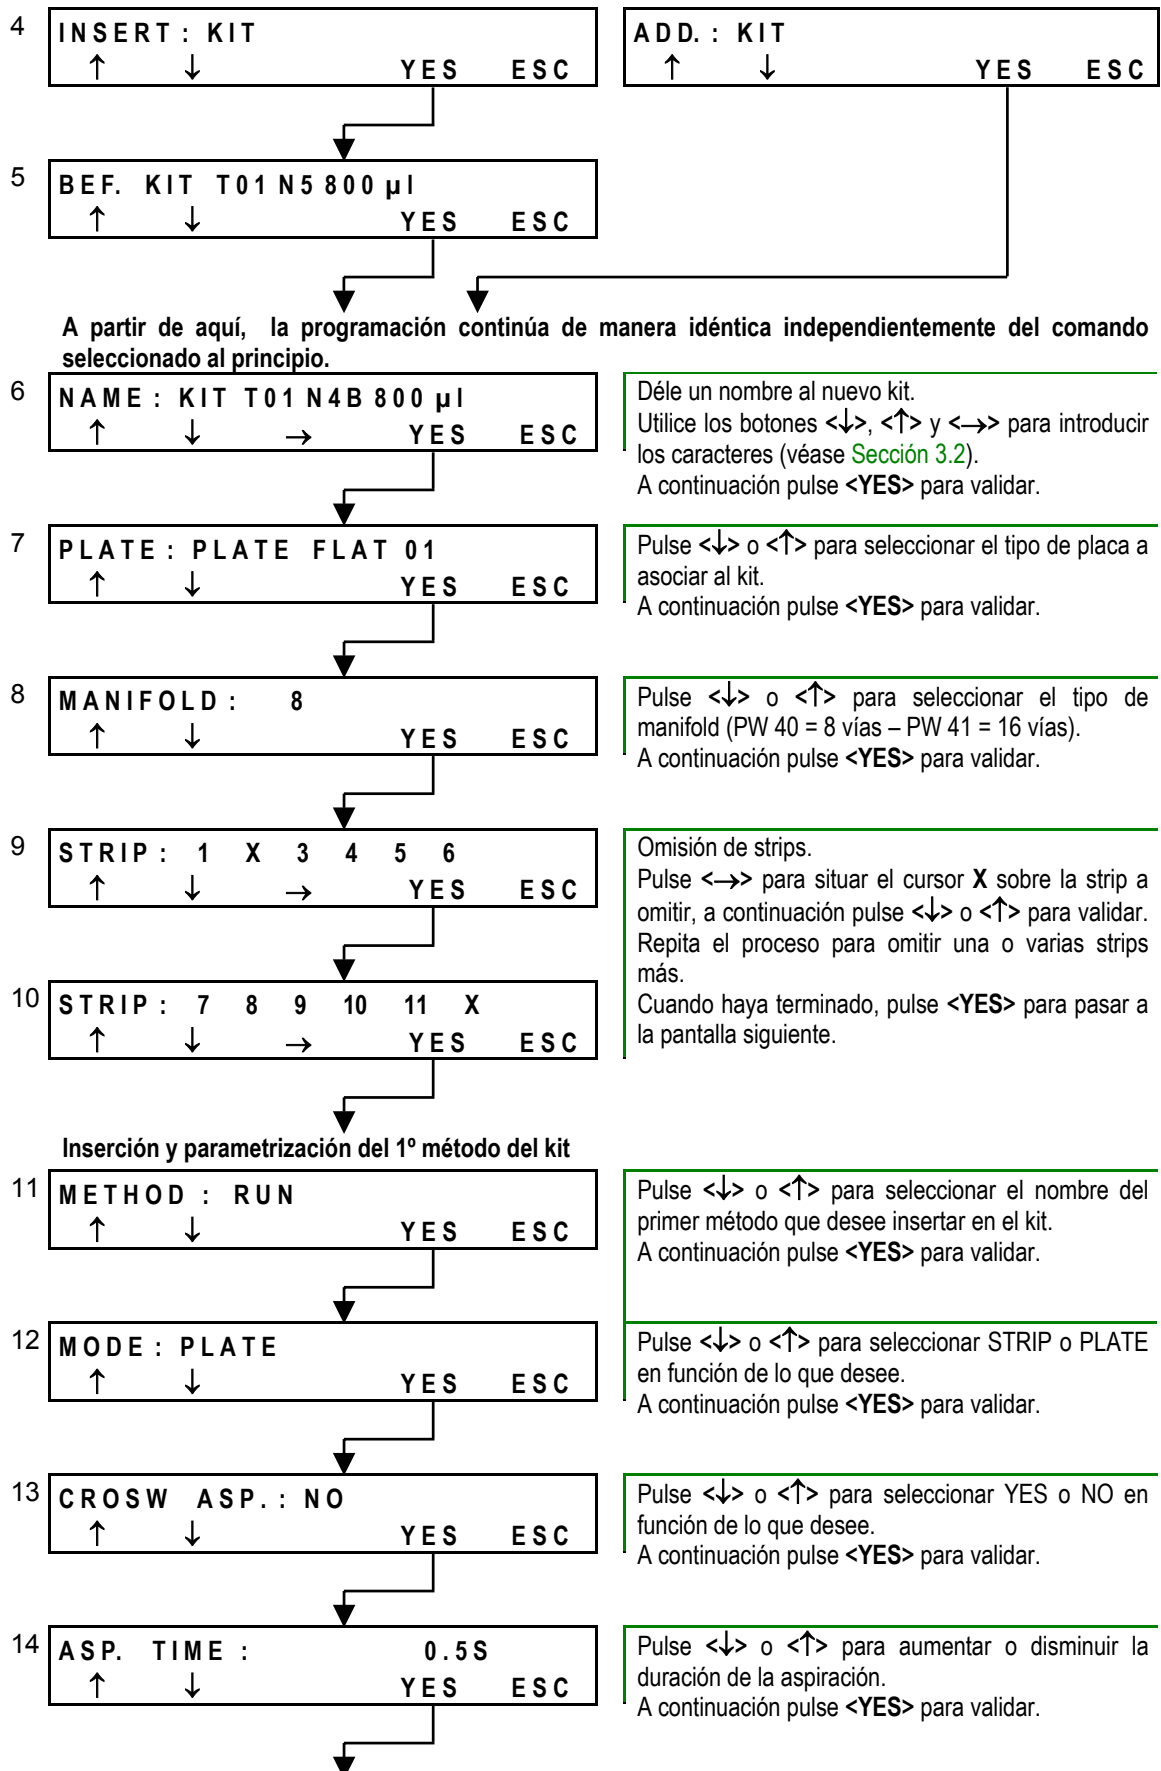 4
INSERT: KIT
↑ ↓ YES ESC
ADD.: KIT
↑ ↓ YES ESC
5
BEF. KIT T01 N5 800 µl
↑ ↓ YES ESC
A partir de aquí, la programación continúa de manera idéntica independientemente del comando
seleccionado al principio.
6
NAME: KIT T01 N4B 800 µl
↑ ↓ → YES ESC
Déle un nombre al nuevo kit.
Utilice los botones <↓>, <↑> y <→> para introducir
los caracteres (véase Sección 3.2).
A continuación pulse <YES> para validar.
7
PLATE: PLATE FLAT 01
↑ ↓ YES ESC
Pulse <↓> o <↑> para seleccionar el tipo de placa a
asociar al kit.
A continuación pulse <YES> para validar.
8
MANIFOLD: 8
↑ ↓ YES ESC
Pulse <↓> o <↑> para seleccionar el tipo de
manifold (PW 40 = 8 vías – PW 41 = 16 vías).
A continuación pulse <YES> para validar.
9
STRIP: 1 X 3 4 5 6
↑ ↓ → YES ESC
Omisión de strips.
Pulse <→> para situar el cursor X sobre la strip a
omitir, a continuación pulse <↓> o <↑> para validar.
Repita el proceso para omitir una o varias strips
más.
Cuando haya terminado, pulse <YES> para pasar a
la pantalla siguiente.
10
STRIP: 7 8 9 10 11 X
↑ ↓ → YES ESC
Inserción y parametrización del 1º método del kit
11
METHOD : RUN
↑ ↓ YES ESC
Pulse <↓> o <↑> para seleccionar el nombre del
primer método que desee insertar en el kit.
A continuación pulse <YES> para validar.
12
MODE: PLATE
↑ ↓ YES ESC
Pulse <↓> o <↑> para seleccionar STRIP o PLATE
en función de lo que desee.
A continuación pulse <YES> para validar.
13
CROSW ASP.: NO
↑ ↓ YES ESC
Pulse <↓> o <↑> para seleccionar YES o NO en
función de lo que desee.
A continuación pulse <YES> para validar.
14
ASP. TIME : 0.5S
↑ ↓ YES ESC
Pulse <↓> o <↑> para aumentar o disminuir la
duración de la aspiración.
A continuación pulse <YES> para validar.